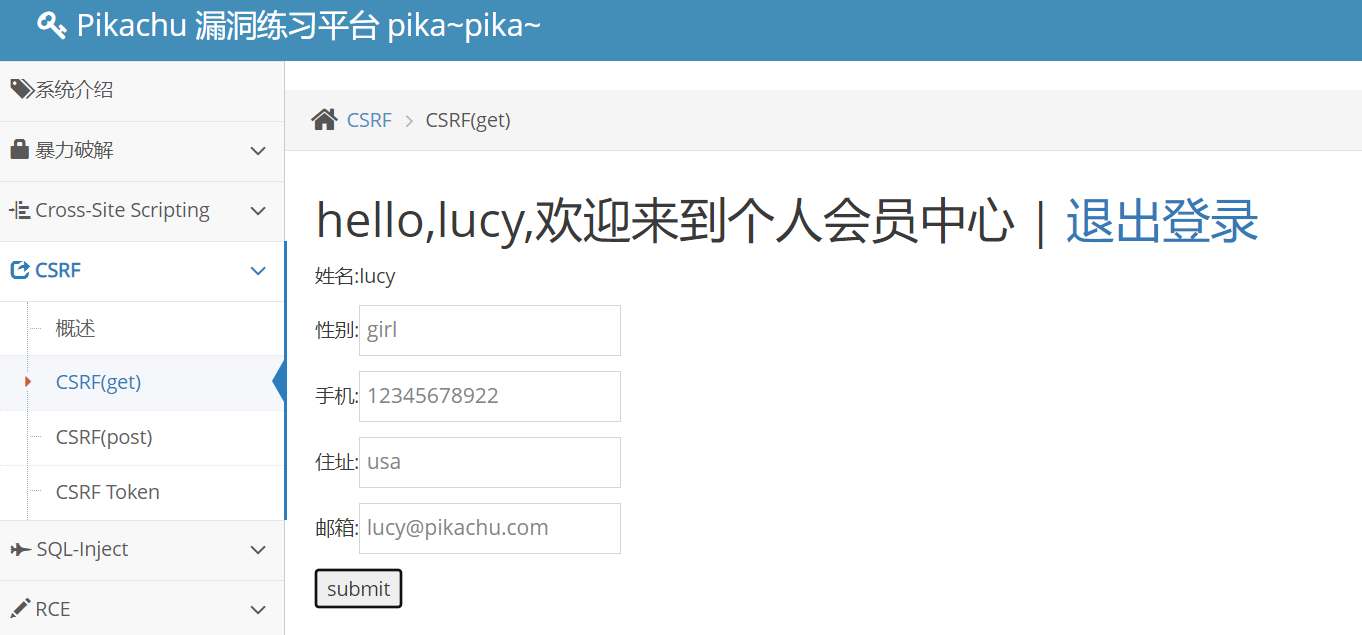 Pikachu 漏洞练习平台 pika~pika~
系统介绍
暴力破解
Cross-Site Scripting
CSRF
概述
CSRF(get)
CSRF(post)
CSRF Token
SQL-Inject
RCE
CSRF > CSRF(get)
hello,lucy,欢迎来到个人会员中心 | 退出登录
姓名:lucy
性别: girl
手机: 12345678922
住址: usa
邮箱: lucy@pikachu.com
submit